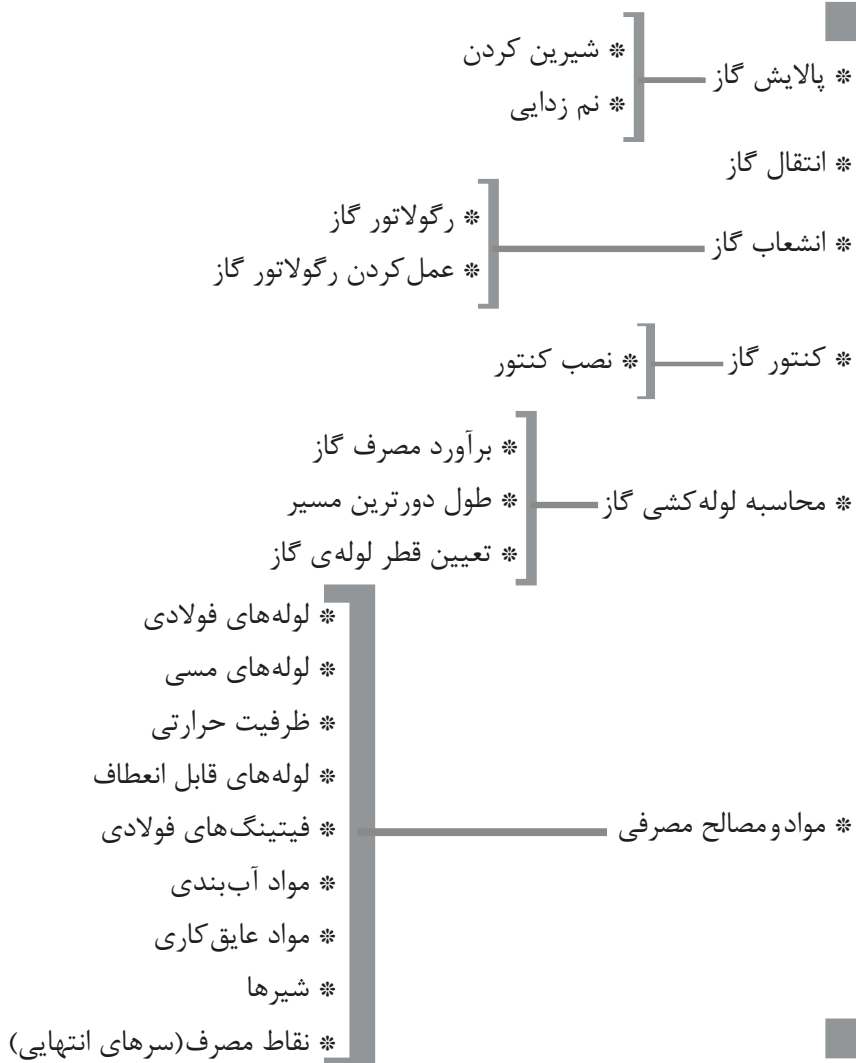 * پالایش گاز
* شیرین کردن
* نم زدایی
* انتقال گاز
* انشعاب گاز
* رگولاتور گاز
* عمل‌کردن رگولاتور گاز
* کنتور گاز
* نصب کنتور
* محاسبه لوله‌کشی گاز
* برآورد مصرف گاز
* طول دورترین مسیر
* تعیین قطر لوله‌ی گاز
* مواد و مصالح مصرفی
* لوله‌های فولادی
* لوله‌های مسی
* ظرفیت حرارتی
* لوله‌های قابل انعطاف
* فیتینگ‌های فولادی
* مواد آب‌بندی
* مواد عایق‌کاری
* شیرها
* نقاط مصرف(سرهای انتهایی)